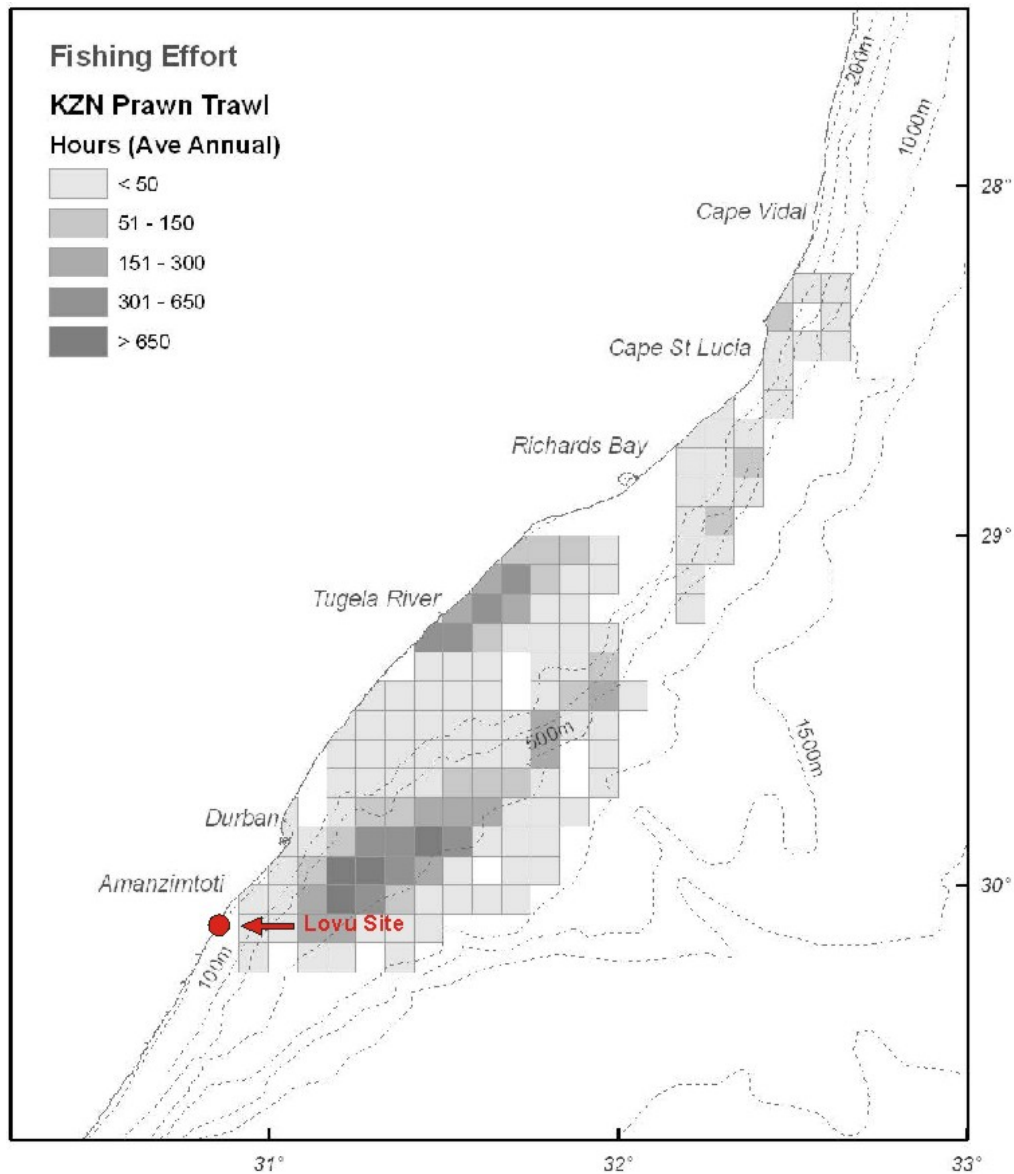 Fishing Effort
KZN Prawn Trawl
Hours (Ave Annual)
< 50
51 - 150
151 - 300
301 - 650
> 650
200m
1000m
28°
Cape Vidal
Cape St Lucia
Richards Bay
29°
Tugela River
500m
1500m
Durban
Amanzimtoti
30°
Lovu Site
100m
31°
32°
33°